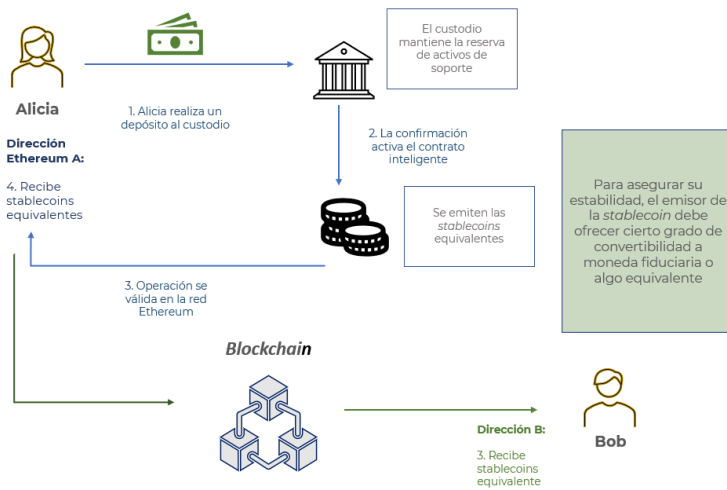 El custodio
mantiene la reserva
de activos de
soporte
Alicia
1. Alicia realiza un
depósito al custodio
Dirección
Ethereum A:
4. Recibe
stablecoins
equivalentes
2. La confirmación
activa el contrato
inteligente
Se emiten las
stablecoins
equivalentes
Para asegurar su
estabilidad, el emisor de
la stablecoin debe
ofrecer cierto grado de
convertibilidad a
moneda fiduciaria o
algo equivalente
3. Operación se
válida en la red
Ethereum
Blockchain
Dirección B:
3. Recibe
stablecoins
equivalente
Bob